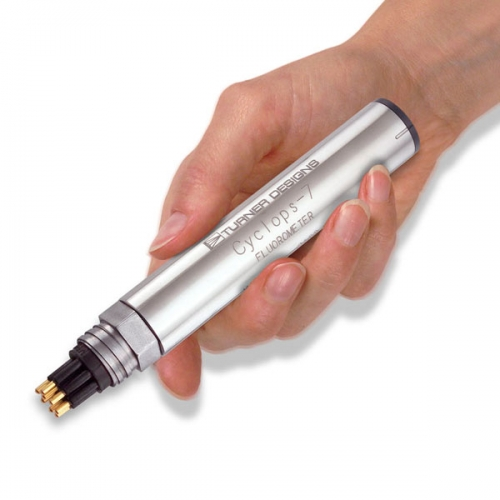 TURNER DESIGNS
Cyclops-7
FLUOROMETER